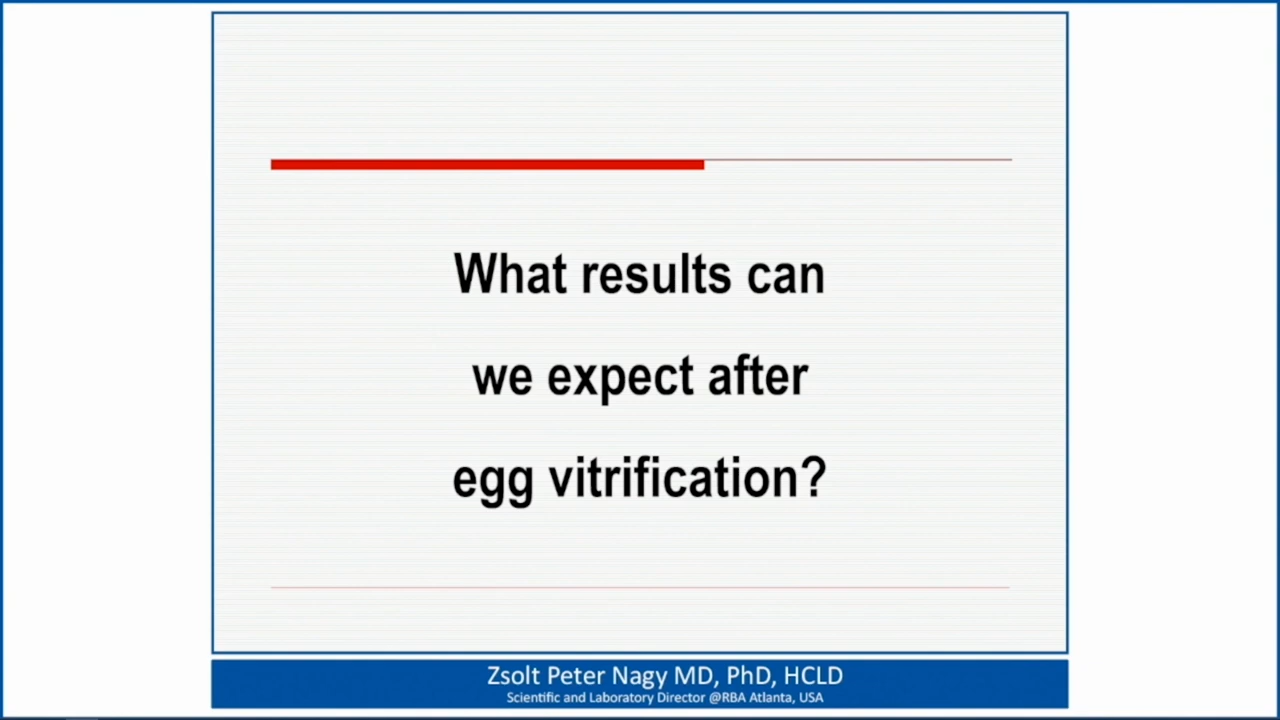 What results can
we expect after
egg vitrification?
Zsolt Peter Nagy MD, PhD, HCLD
Scientific and Laboratory Director @RBA Atlanta, USA